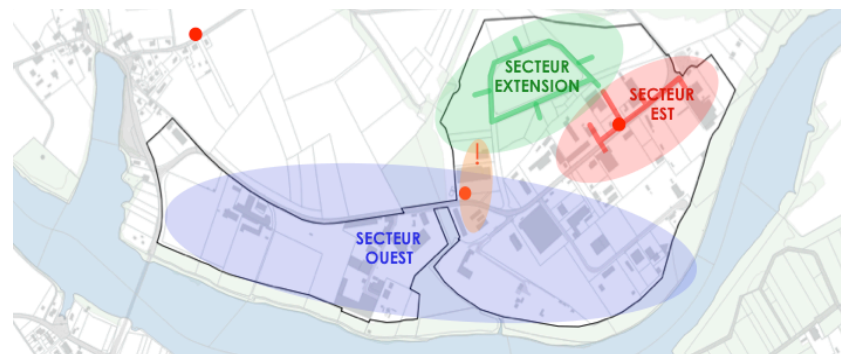 SECTEUR
EXTENSION
SECTEUR
EST
!
SECTEUR
OUEST